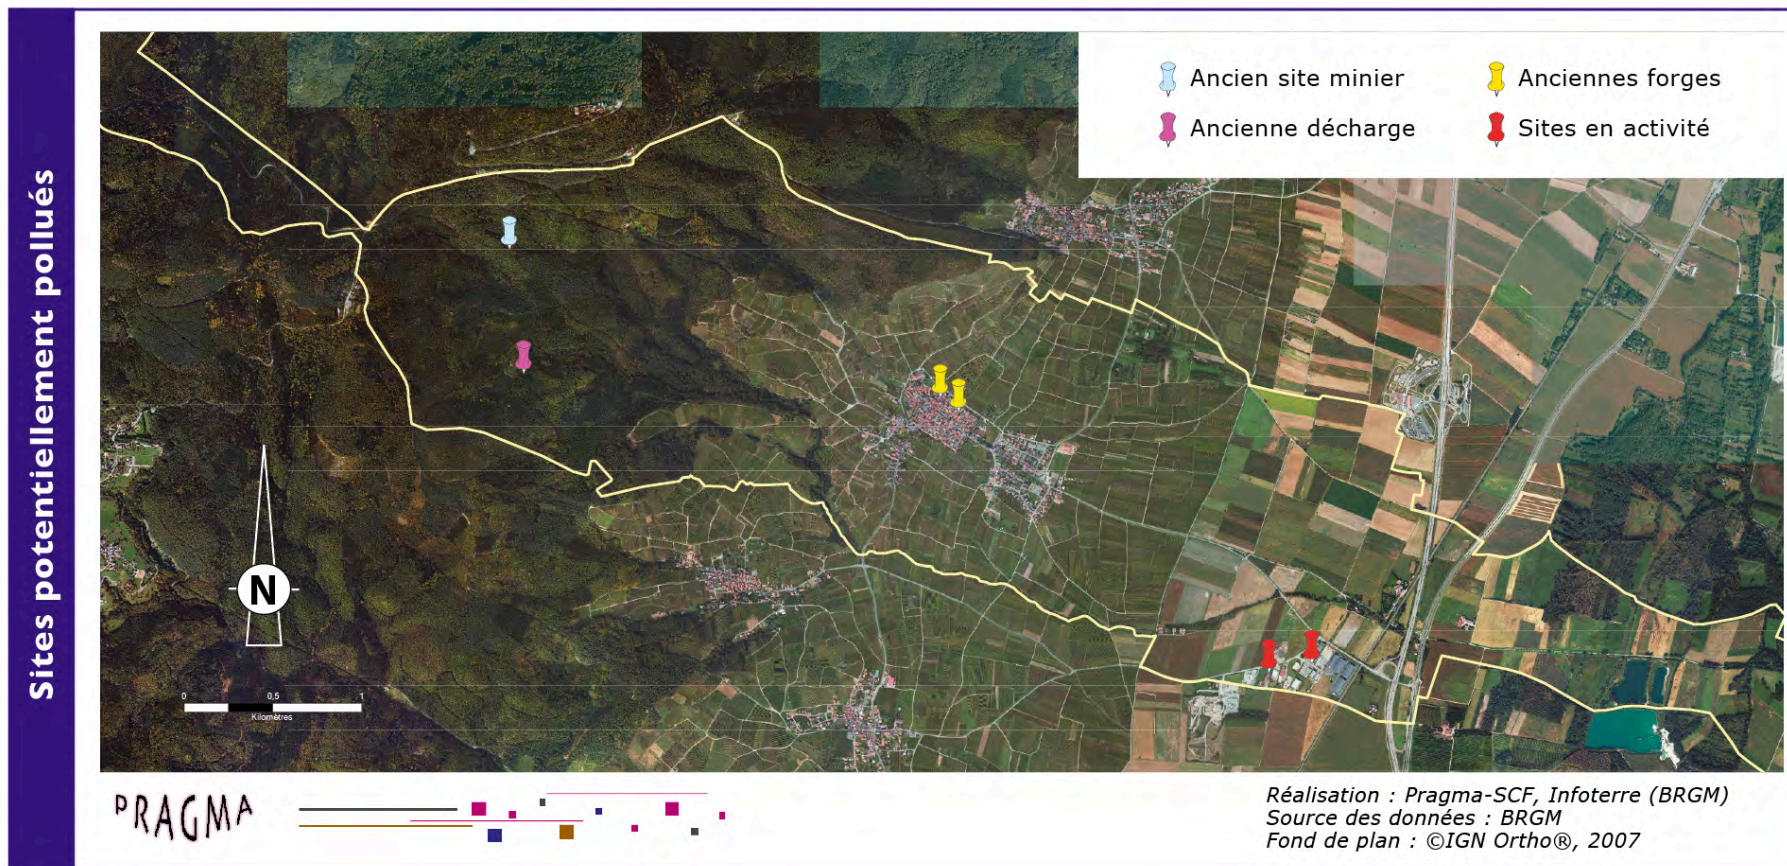 Sites potentiellement pollués
Ancien site minier
Anciennes forges
Ancienne décharge
Sites en activité
N
0 0,5 1
Kilomètres
PRAGMA
Réalisation : Pragma-SCF, Infoterre (BRGM)
Source des données : BRGM
Fond de plan : ©IGN Ortho®, 2007